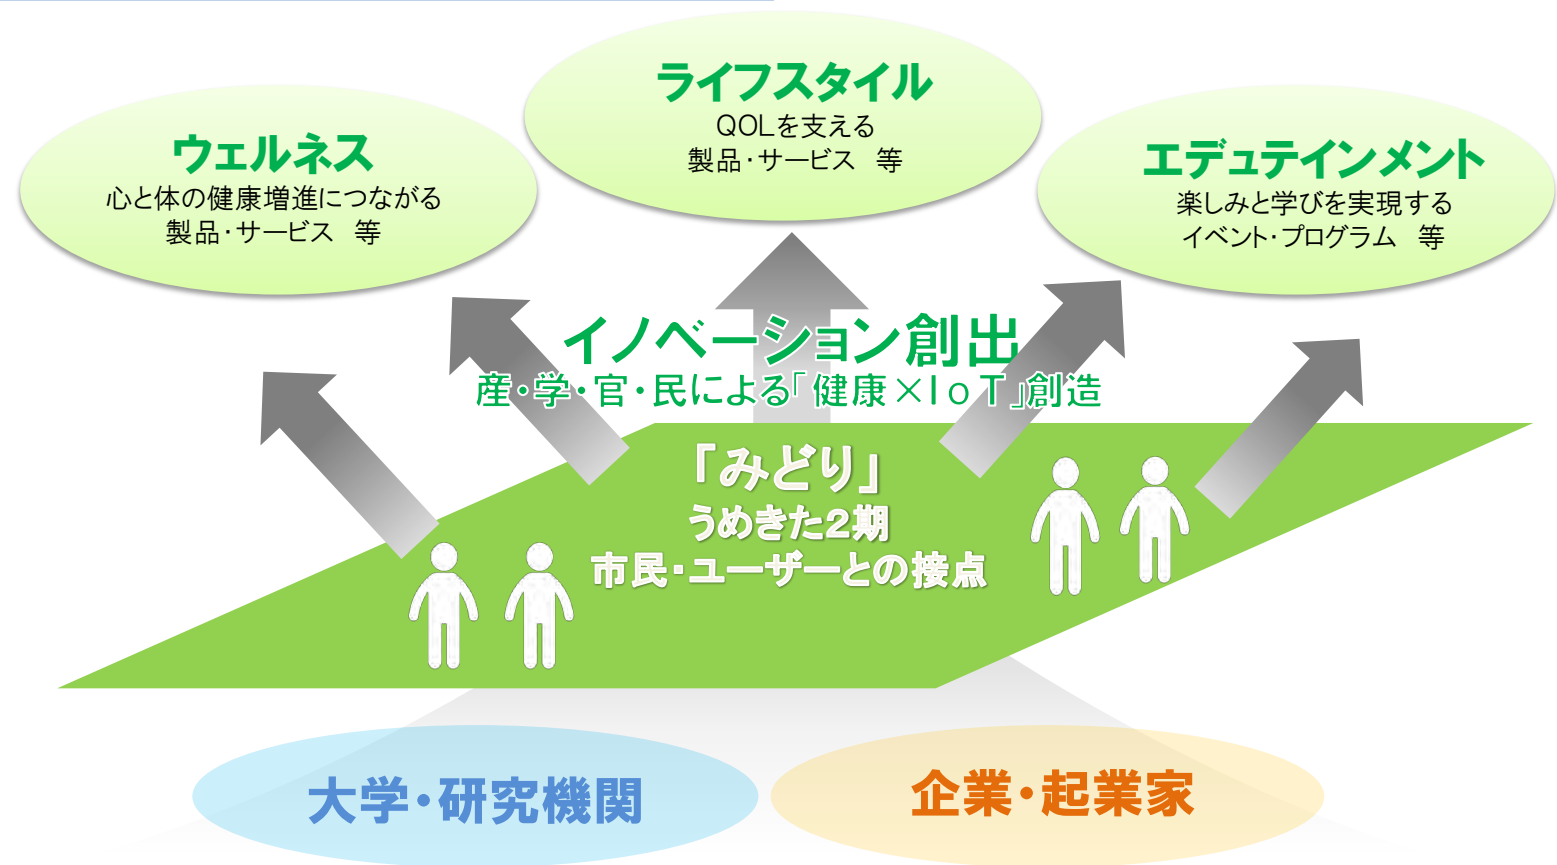 ライフスタイル
QOLを支える
製品・サービス　等
ウェルネス
心と体の健康増進につながる
製品・サービス　等
エデュテインメント
楽しみと学びを実現する
イベント・プログラム　等
イノベーション創出
産・学・官・民による「健康×IoT」創造
「みどり」
うめきた2期
市民・ユーザーとの接点
大学・研究機関
企業・起業家